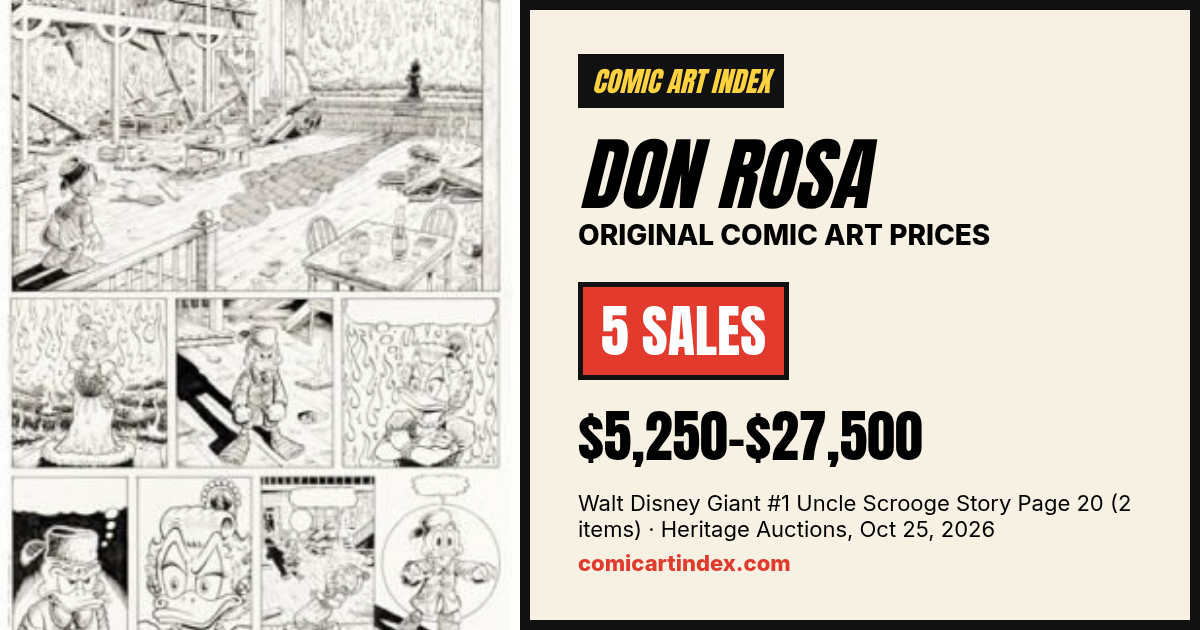 COMIC ART INDEX
DON ROSA
ORIGINAL COMIC ART PRICES
5 SALES
$5,250-$27,500
Walt Disney Giant #1 Uncle Scrooge Story Page 20 (2
items) · Heritage Auctions, Oct 25, 2026
comicartindex.com